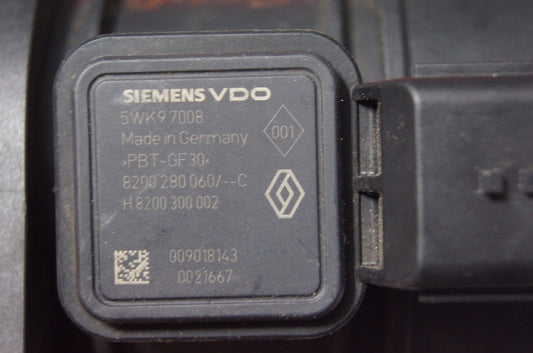 SIEMENS VDO
5WK9 7008
Made in Germany
001
>PBT-GF30<
8200 280 060/--C
H 8200 300 002
009018143
0021667